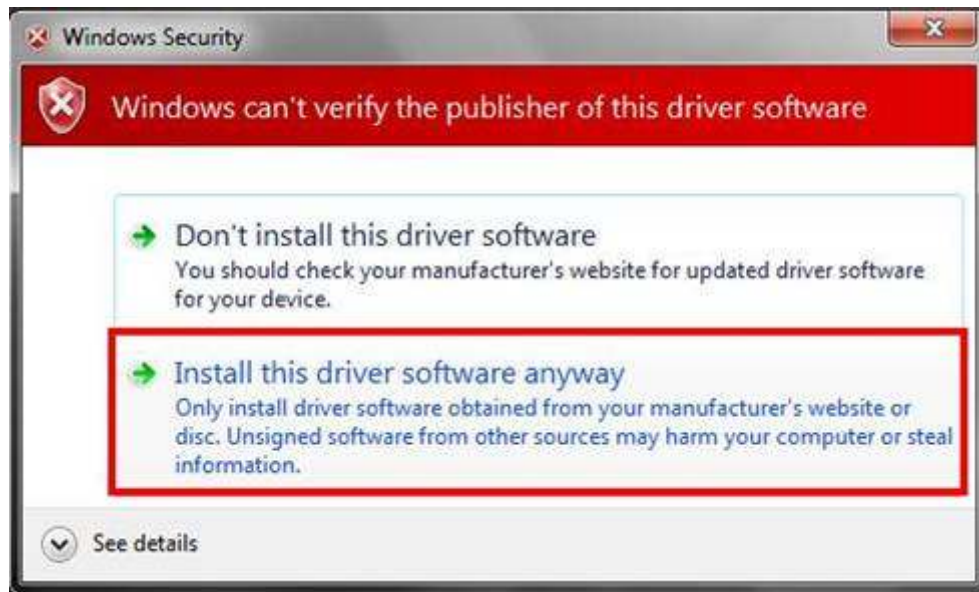 Windows Security
Windows can't verify the publisher of this driver software
Don't install this driver software
You should check your manufacturer's website for updated driver software
for your device.
Install this driver software anyway
Only install driver software obtained from your manufacturer's website or
disc. Unsigned software from other sources may harm your computer or steal
information.
See details